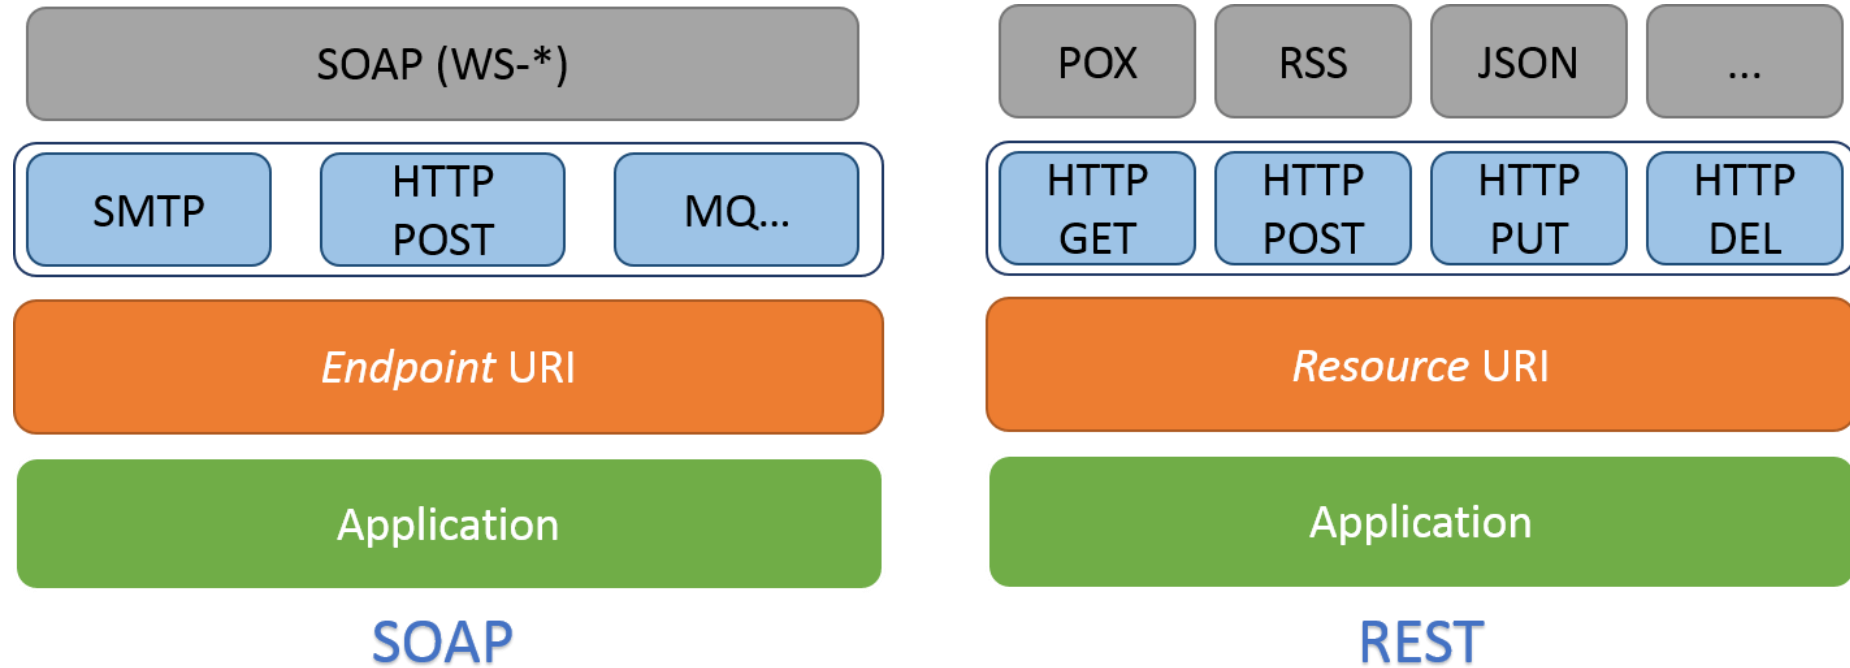 SOAP (WS-*)
SMTP
HTTP
POST
MQ...
Endpoint URI
Application
SOAP
POX
RSS
JSON
...
HTTP
GET
HTTP
POST
HTTP
PUT
HTTP
DEL
Resource URI
Application
REST